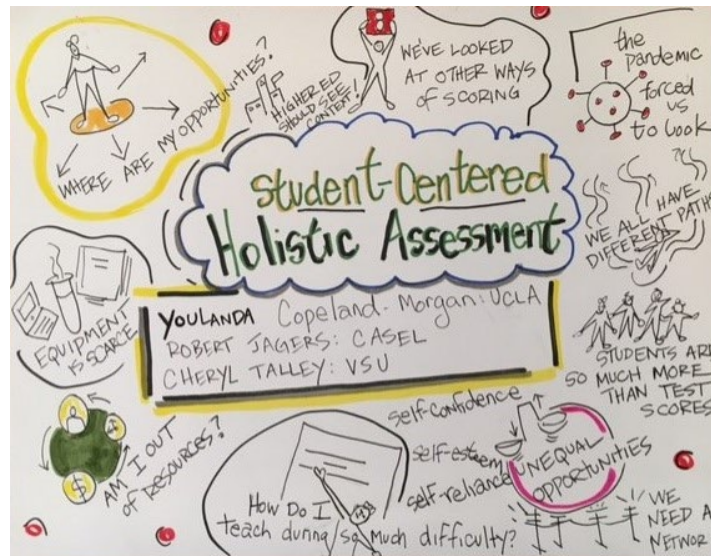 WHERE ARE MY OPPORTUNITIES?
HIGHER ED
SHOULD SEE
CONTEXT!
WE'VE LOOKED
AT OTHER WAYS
OF SCORING
the
pandemic
forced
us
to look
Student-Centered
Holistic Assessment
YOULANDA Copeland-Morgan: UCLA
ROBERT JAGERS: CASEL
CHERYL TALLEY: VSU
WE ALL HAVE
DIFFERENT PATHS
EQUIPMENT
IS SCARCE
STUDENTS ARE
SO MUCH MORE
THAN TEST
SCORES
AM I OUT
OF RESOURCES?
$
How Do I
teach during so much difficulty?
self-confidence
self-esteem
self-reliance
UNEQUAL
OPPORTUNITIES
WE
NEED A
NETWOR